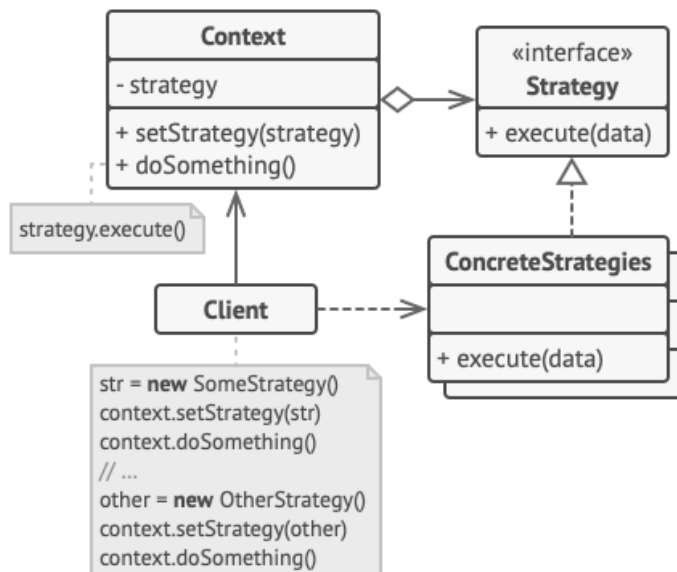 Context
- strategy
+ setStrategy(strategy)
+ doSomething()
«interface»
Strategy
+ execute(data)
strategy.execute()
ConcreteStrategies
+ execute(data)
Client
str = new SomeStrategy()
context.setStrategy(str)
context.doSomething()
// ...
other = new OtherStrategy()
context.setStrategy(other)
context.doSomething()